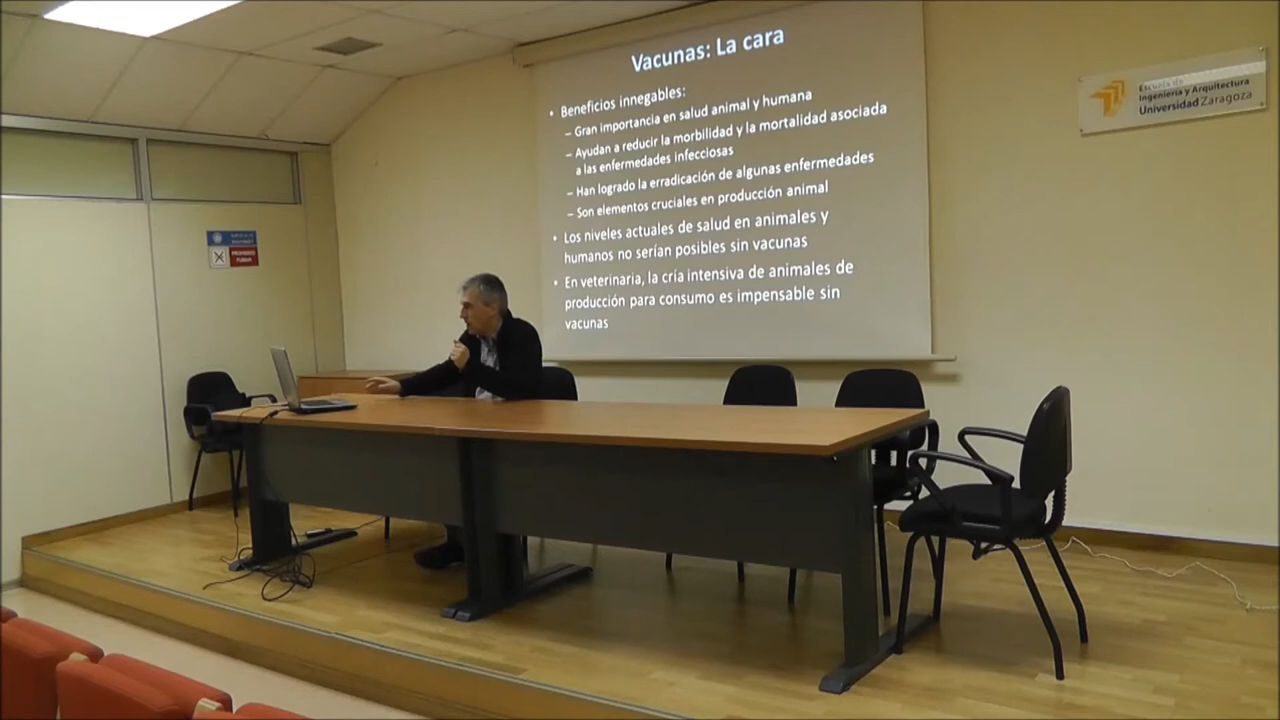 Vacunas: La cara
• Beneficios innegables:
– Gran importancia en salud animal y humana
– Ayudan a reducir la morbilidad y la mortalidad asociada
a las enfermedades infecciosas
– Han logrado la erradicación de algunas enfermedades
– Son elementos cruciales en producción animal
• Los niveles actuales de salud en animales y
humanos no serían posibles sin vacunas
• En veterinaria, la cría intensiva de animales de
producción para consumo es impensable sin
vacunas
Escuela de
Ingeniería y Arquitectura
Universidad Zaragoza
PROHIBIDO
FUMAR